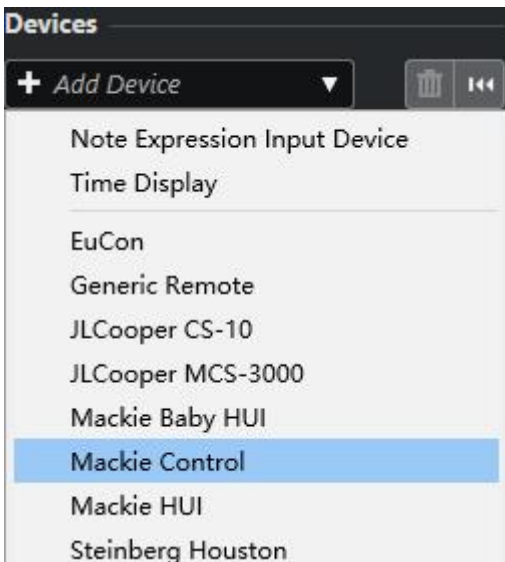 Devices
+ Add Device
Note Expression Input Device
Time Display
EuCon
Generic Remote
JLCooper CS-10
JLCooper MCS-3000
Mackie Baby HUI
Mackie Control
Mackie HUI
Steinberg Houston